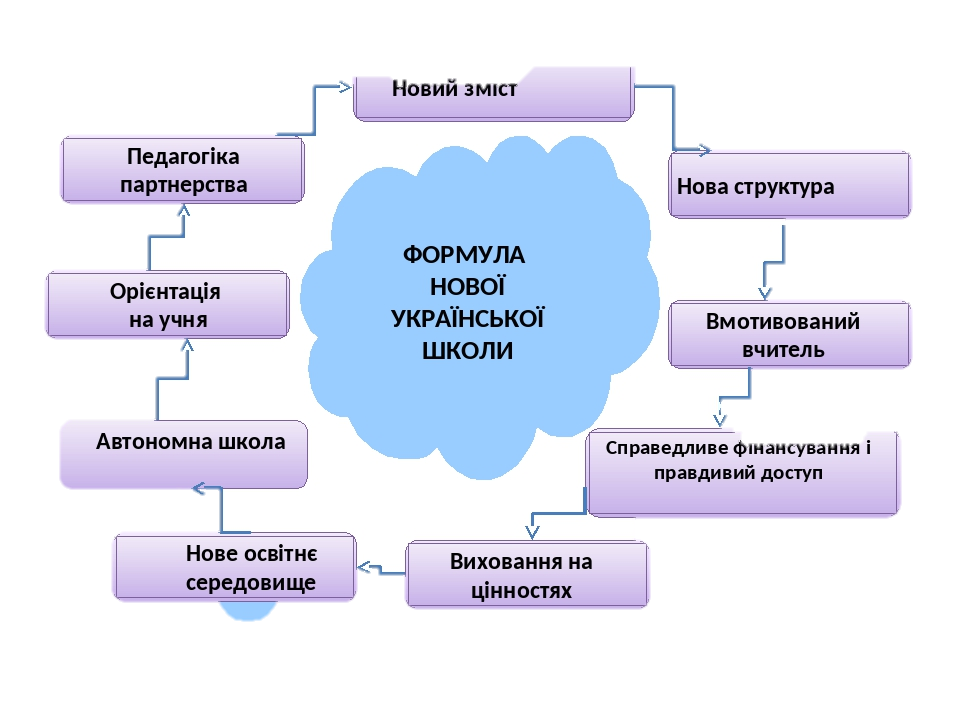 Новий зміст
Педагогіка
партнерства
Нова структура
ФОРМУЛА
НОВОЇ
УКРАЇНСЬКОЇ
ШКОЛИ
Орієнтація
на учня
Вмотивований
вчитель
Автономна школа
Справедливе фінансування і
правдивий доступ
Нове освітнє
середовище
Виховання на
цінностях